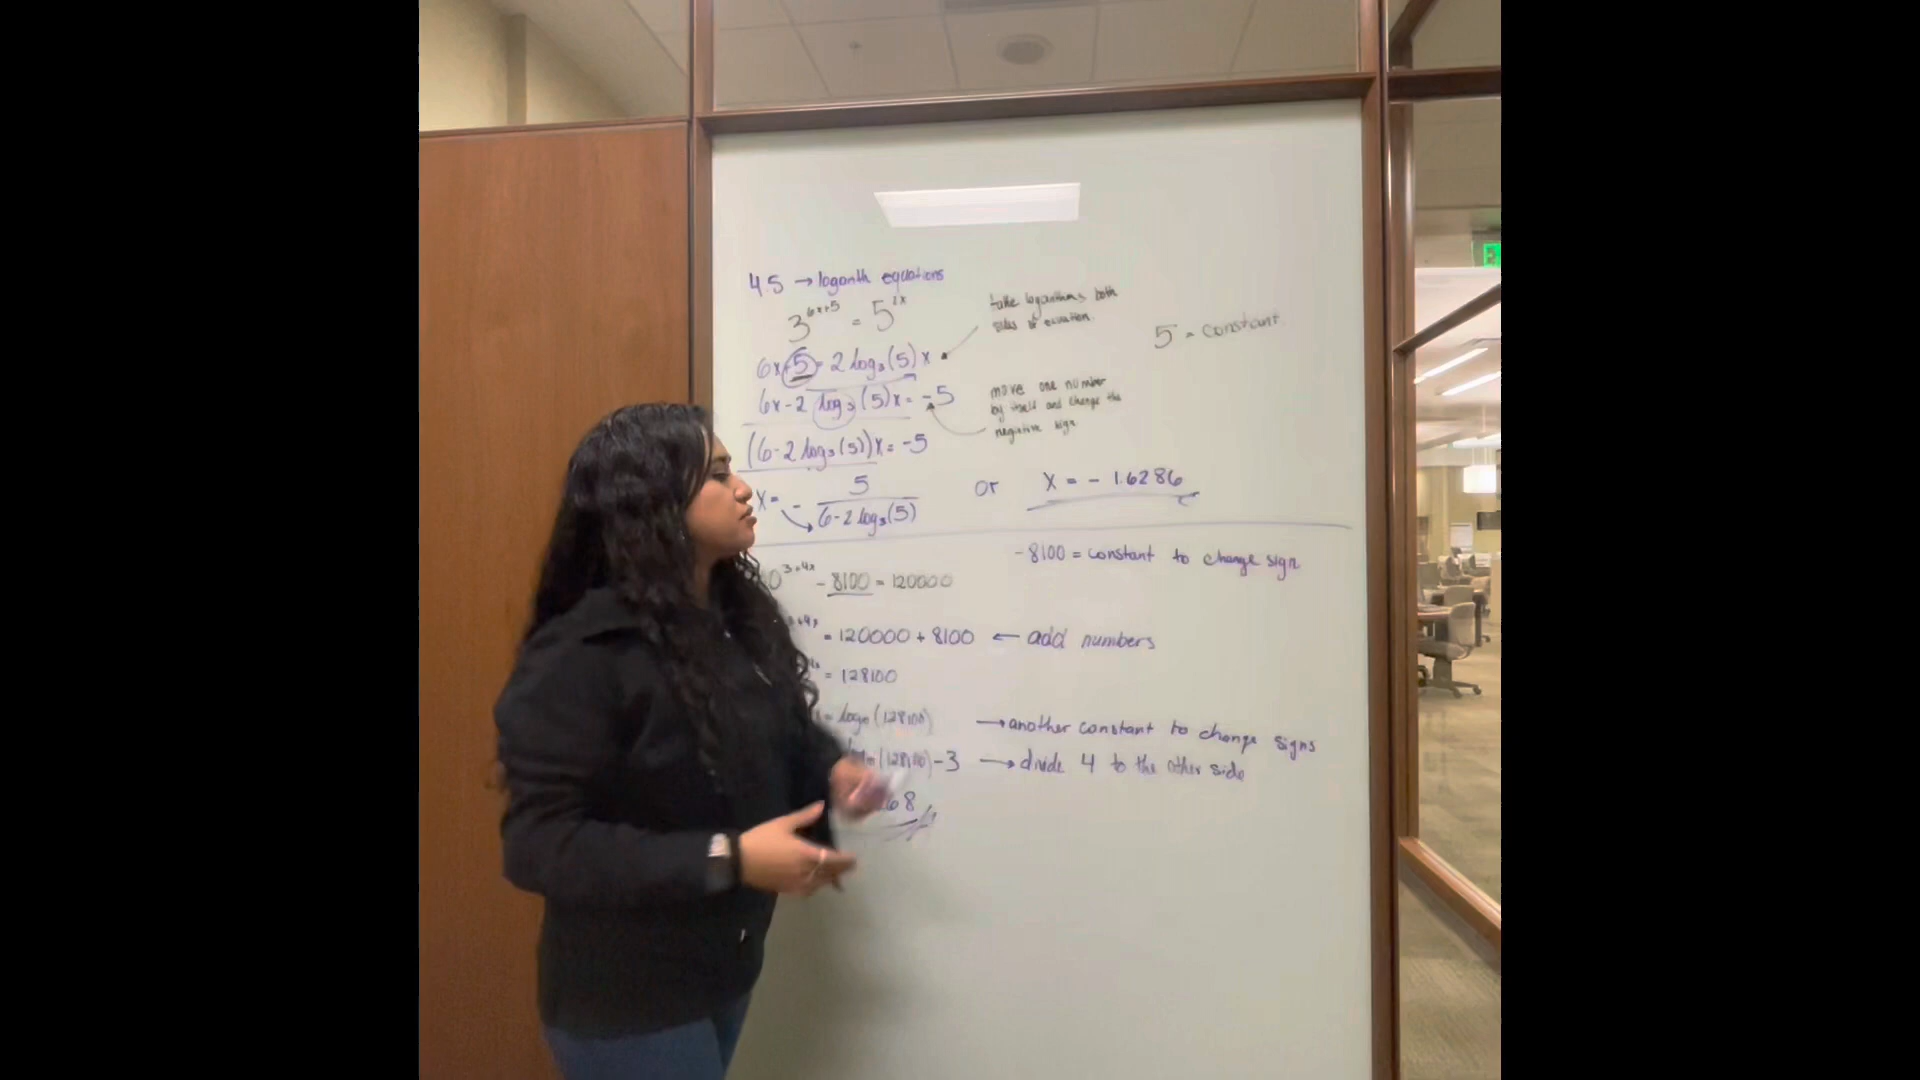 4.5 → logarith equations
3^(6x+5) = 5^(2x)
take logarithms both
sides of equation.
5 = constant
6x+5 = 2 log₃(5) x
6x - 2 log₃(5)x = -5
move one number
by itself and change the
negative sign
(6-2 log₃(5))x = -5
x = - 5
6-2 log₃(5)
or x = - 1.6286
-8100 = constant to change sign
- 8100 = 120000
= 120000 + 8100 ← add numbers
= 128100
(128100) → another constant to change signs
(128100) - 3 → divide 4 to the other side
68